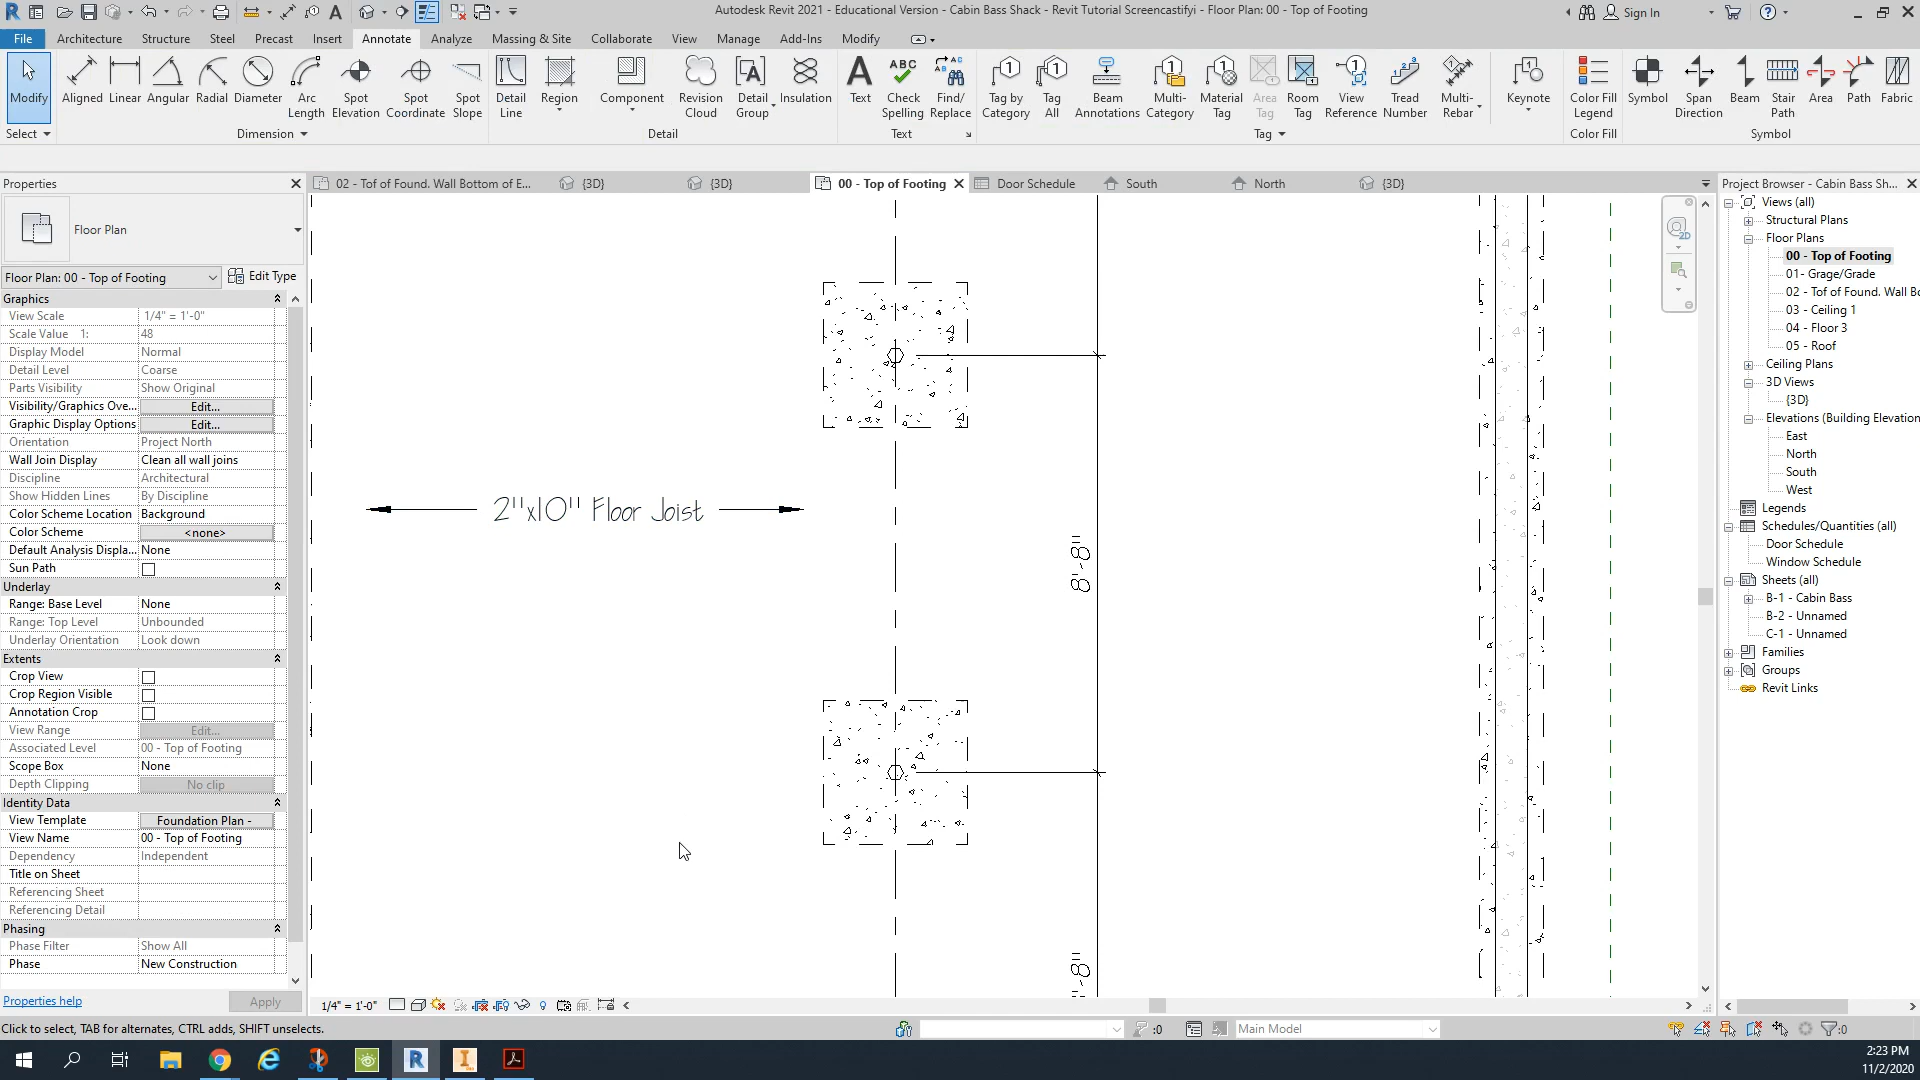 Autodesk Revit 2021 - Educational Version - Cabin Bass Shack - Revit Tutorial Screencastifyi - Floor Plan: 00 - Top of Footing
Sign In
File Architecture Structure Steel Precast Insert Annotate Analyze Massing & Site Collaborate View Manage Add-Ins Modify
Modify Aligned Linear Angular Radial Diameter Arc Length Spot Elevation Spot Coordinate Spot Slope Detail Line Region Component Revision Cloud Detail Group Insulation Text Check Spelling Find/ Replace Tag by Category Tag All Beam Annotations Multi- Category Material Tag Area Tag Room Tag View Reference Tread Number Multi- Rebar Keynote Color Fill Legend Symbol Span Direction Beam Stair Path Area Path Fabric
Select Dimension Detail Text Tag Color Fill Symbol
Properties
02 - Tof of Found. Wall Bottom of E... {3D} {3D} 00 - Top of Footing Door Schedule South North {3D}
Floor Plan
Floor Plan: 00 - Top of Footing Edit Type
Graphics
View Scale 1/4" = 1'-0"
Scale Value 1: 48
Display Model Normal
Detail Level Coarse
Parts Visibility Show Original
Visibility/Graphics Ove... Edit...
Graphic Display Options Edit...
Orientation Project North
Wall Join Display Clean all wall joins
Discipline Architectural
Show Hidden Lines By Discipline
Color Scheme Location Background
Color Scheme <none>
Default Analysis Displa... None
Sun Path
Underlay
Range: Base Level None
Range: Top Level Unbounded
Underlay Orientation Look down
Extents
Crop View
Crop Region Visible
Annotation Crop
View Range Edit...
Associated Level 00 - Top of Footing
Scope Box None
Depth Clipping No clip
Identity Data
View Template Foundation Plan -
View Name 00 - Top of Footing
Dependency Independent
Title on Sheet
Referencing Sheet
Referencing Detail
Phasing
Phase Filter Show All
Phase New Construction
Properties help Apply
2"x10" Floor Joist
8'-8"
'-8"
2D
Project Browser - Cabin Bass Sh...
Views (all)
Structural Plans
Floor Plans
00 - Top of Footing
01- Grage/Grade
02 - Tof of Found. Wall Bo
03 - Ceiling 1
04 - Floor 3
05 - Roof
Ceiling Plans
3D Views
{3D}
Elevations (Building Elevation
East
North
South
West
Legends
Schedules/Quantities (all)
Door Schedule
Window Schedule
Sheets (all)
B-1 - Cabin Bass
B-2 - Unnamed
C-1 - Unnamed
Families
Groups
Revit Links
1/4" = 1'-0"
Click to select, TAB for alternates, CTRL adds, SHIFT unselects.
:0 Main Model :0
2:23 PM
11/2/2020